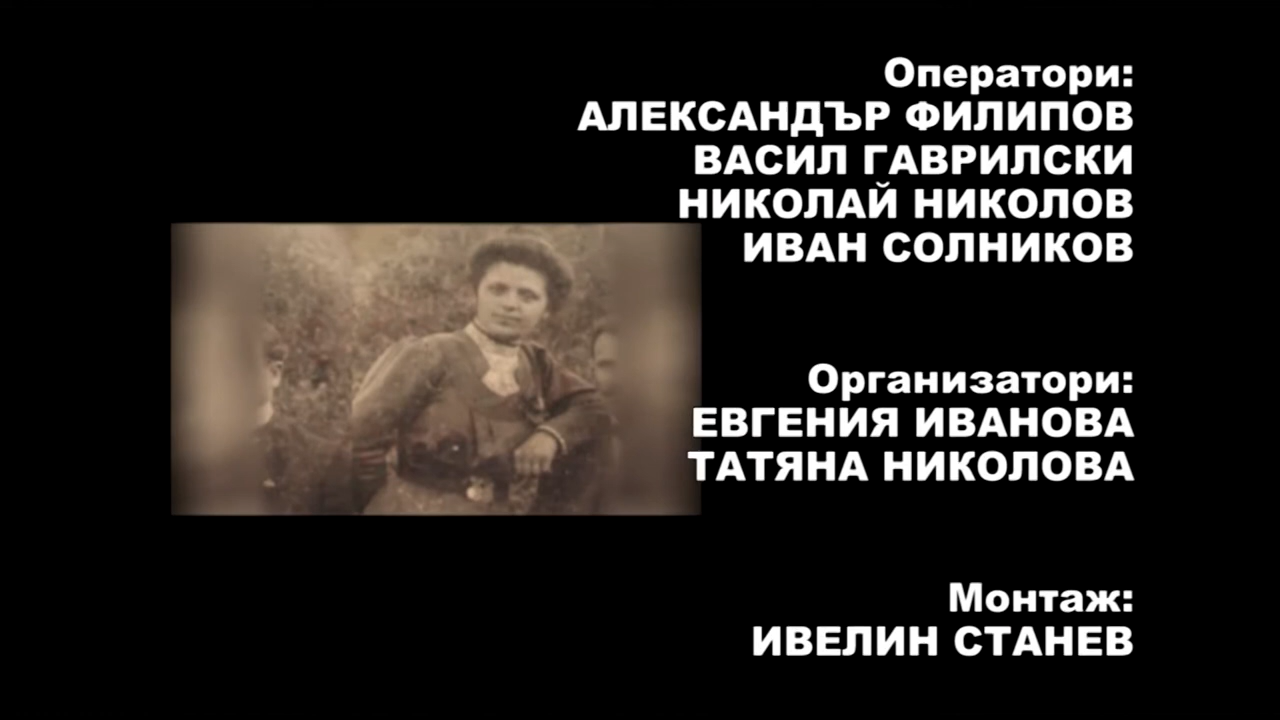 Оператори:
АЛЕКСАНДЪР ФИЛИПОВ
ВАСИЛ ГАВРИЛСКИ
НИКОЛАЙ НИКОЛОВ
ИВАН СОЛНИКОВ
Организатори:
ЕВГЕНИЯ ИВАНОВА
ТАТЯНА НИКОЛОВА
Монтаж:
ИВЕЛИН СТАНЕВ